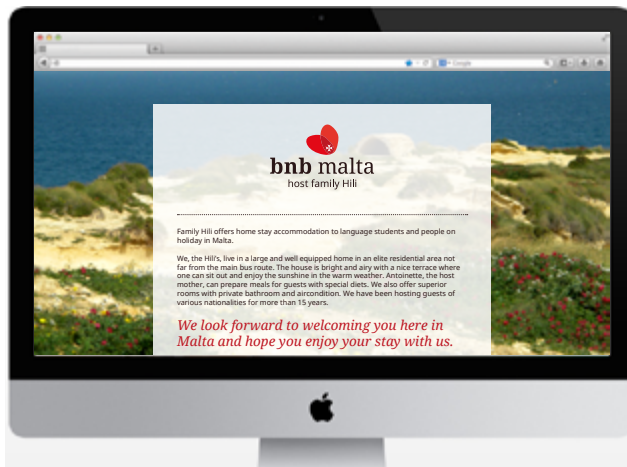 Google
bnb malta
host family Hili
Family Hili offers home stay accommodation to language students and people on
holiday in Malta.
We, the Hili's, live in a large and well equipped home in an elite residential area not
far from the main bus route. The house is bright and airy with a nice terrace where
one can sit out and enjoy the sunshine in the warm weather. Antoinette, the host
mother, can prepare meals for guests with special diets. We also offer superior
rooms with private bathroom and aircondition. We have been hosting guests of
various nationalities for more than 15 years.
We look forward to welcoming you here in
Malta and hope you enjoy your stay with us.